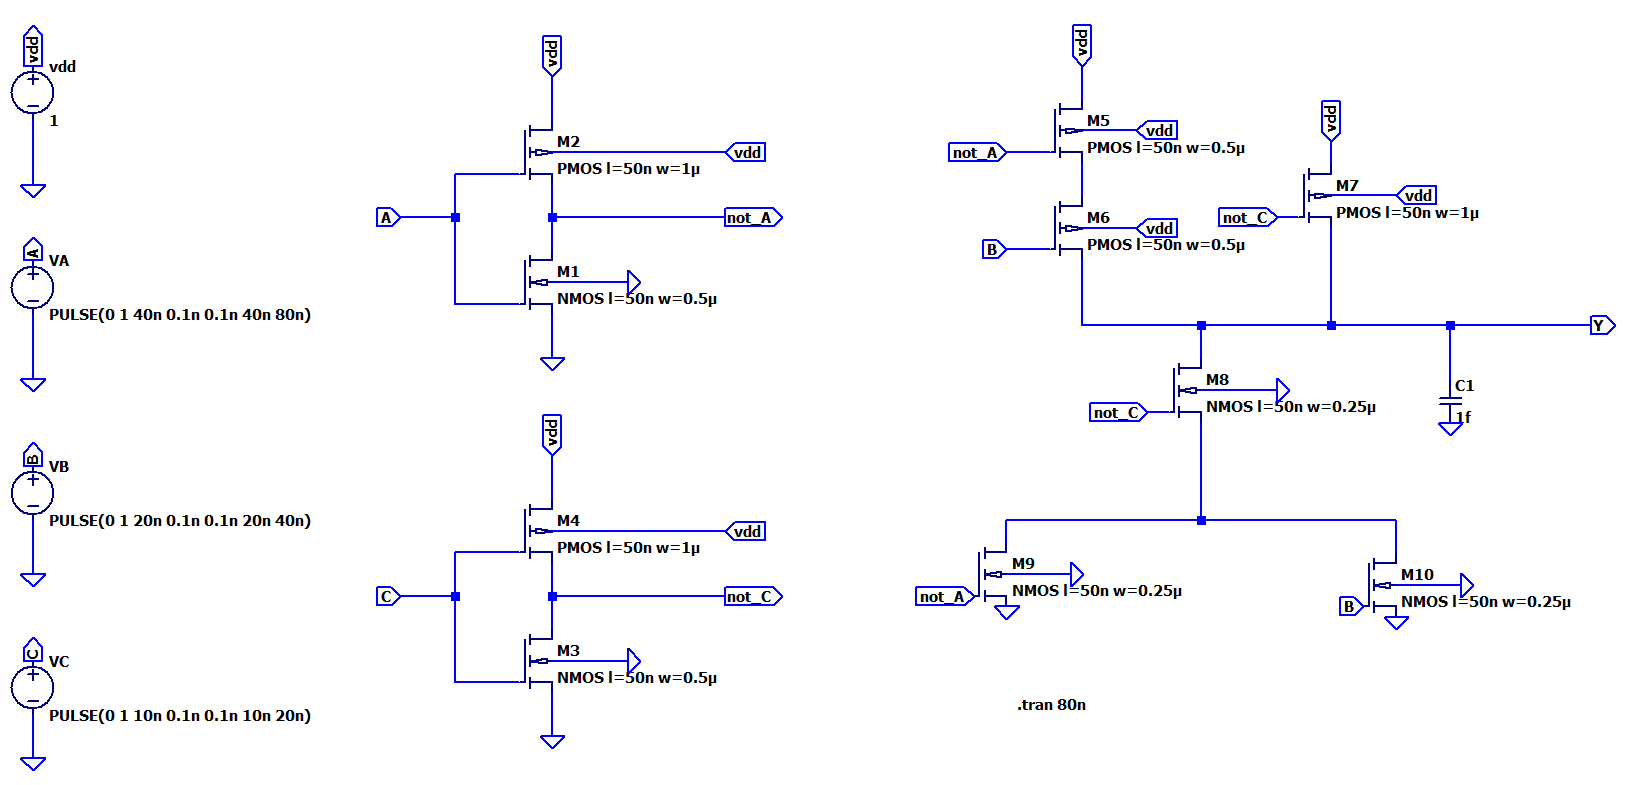 vdd
vdd
1
A
VA
PULSE(0 1 40n 0.1n 0.1n 40n 80n)
B
VB
PULSE(0 1 20n 0.1n 0.1n 20n 40n)
C
VC
PULSE(0 1 10n 0.1n 0.1n 10n 20n)
vdd
M2
vdd
PMOS l=50n w=1µ
A
not_A
M1
NMOS l=50n w=0.5µ
vdd
M4
vdd
PMOS l=50n w=1µ
C
not_C
M3
NMOS l=50n w=0.5µ
vdd
M5
vdd
not_A
PMOS l=50n w=0.5µ
M6
vdd
B
PMOS l=50n w=0.5µ
vdd
M7
vdd
not_C
PMOS l=50n w=1µ
Y
M8
not_C
NMOS l=50n w=0.25µ
C1
1f
M9
not_A
NMOS l=50n w=0.25µ
M10
B
NMOS l=50n w=0.25µ
.tran 80n